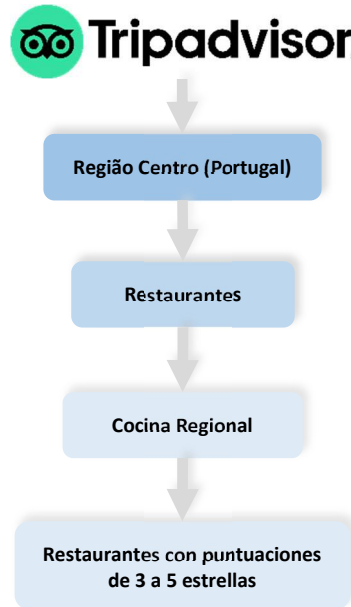 Tripadvisor
Região Centro (Portugal)
Restaurantes
Cocina Regional
Restaurantes con puntuaciones
de 3 a 5 estrellas